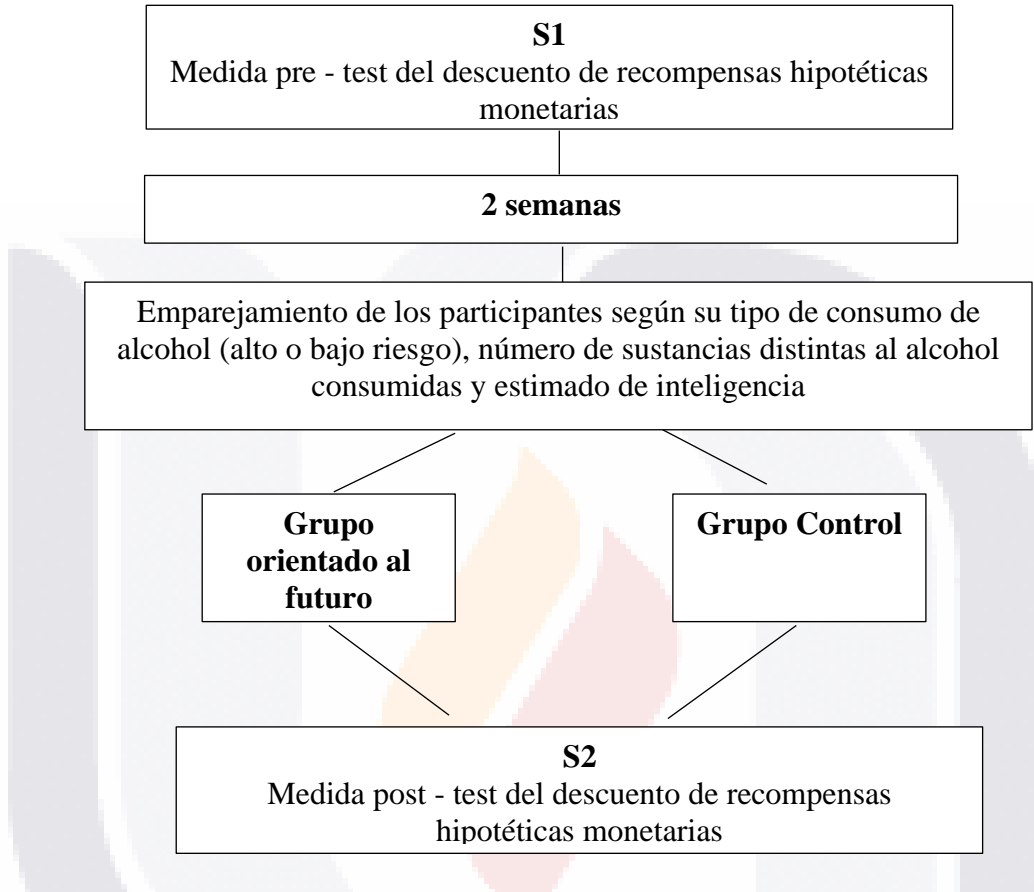 S1
Medida pre - test del descuento de recompensas hipotéticas
monetarias
2 semanas
Emparejamiento de los participantes según su tipo de consumo de
alcohol (alto o bajo riesgo), número de sustancias distintas al alcohol
consumidas y estimado de inteligencia
Grupo
orientado al
futuro
Grupo Control
S2
Medida post - test del descuento de recompensas
hipotéticas monetarias